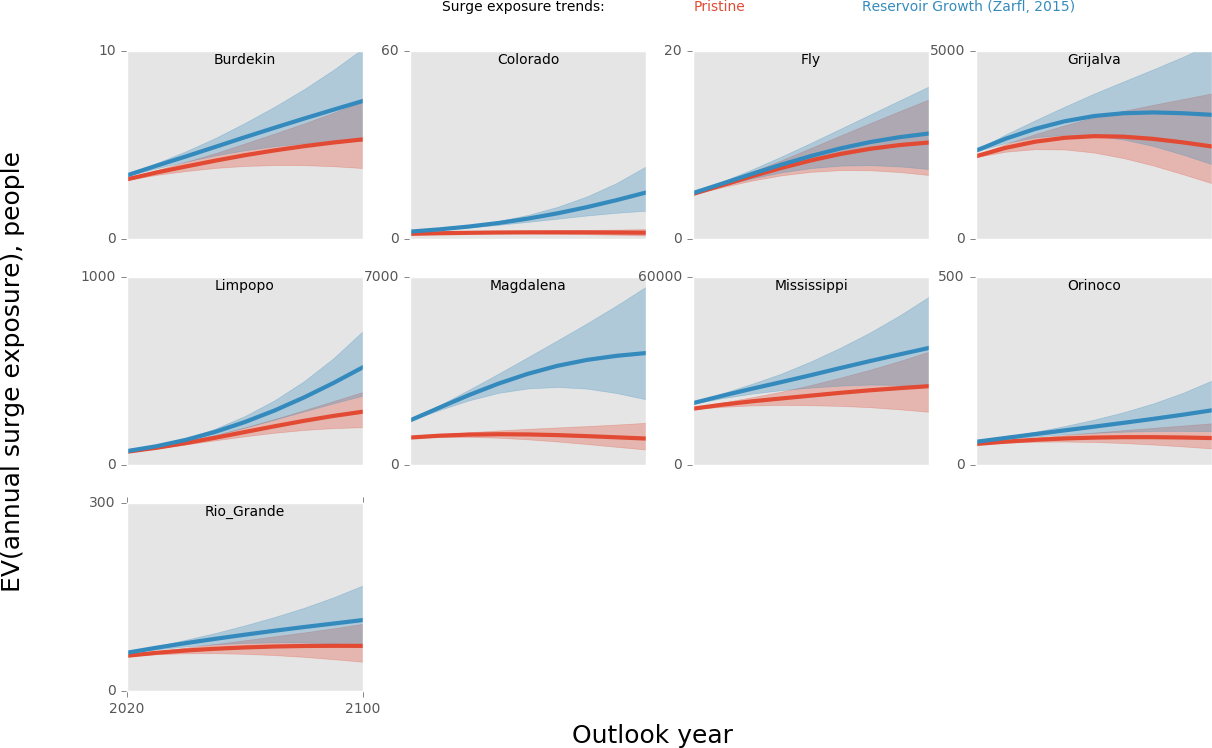 Surge exposure trends: Pristine Reservoir Growth (Zarfl, 2015)
10 Burdekin 0
60 Colorado 0
20 Fly 0
5000 Grijalva 0
1000 Limpopo 0
7000 Magdalena 0
60000 Mississippi 0
500 Orinoco 0
300 Rio_Grande 0
2020 2100
EV(annual surge exposure), people
Outlook year